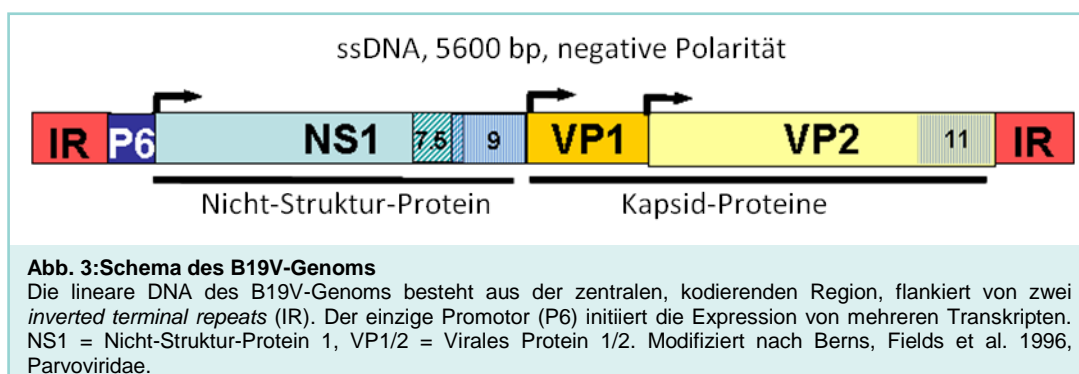 ssDNA, 5600 bp, negative Polarität
IR P6 NS1 7.5 9 VP1 VP2 11 IR
Nicht-Struktur-Protein Kapsid-Proteine
Abb. 3:Schema des B19V-Genoms
Die lineare DNA des B19V-Genoms besteht aus der zentralen, kodierenden Region, flankiert von zwei
inverted terminal repeats (IR). Der einzige Promotor (P6) initiiert die Expression von mehreren Transkripten.
NS1 = Nicht-Struktur-Protein 1, VP1/2 = Virales Protein 1/2. Modifiziert nach Berns, Fields et al. 1996,
Parvoviridae.